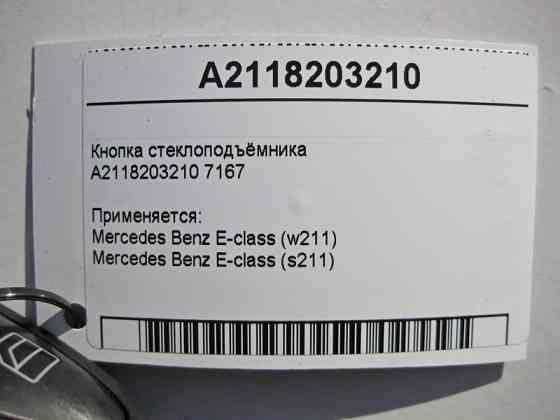 A2118203210
Кнопка стеклоподъёмника
A2118203210 7167
Применяется:
Mercedes Benz E-class (w211)
Mercedes Benz E-class (s211)